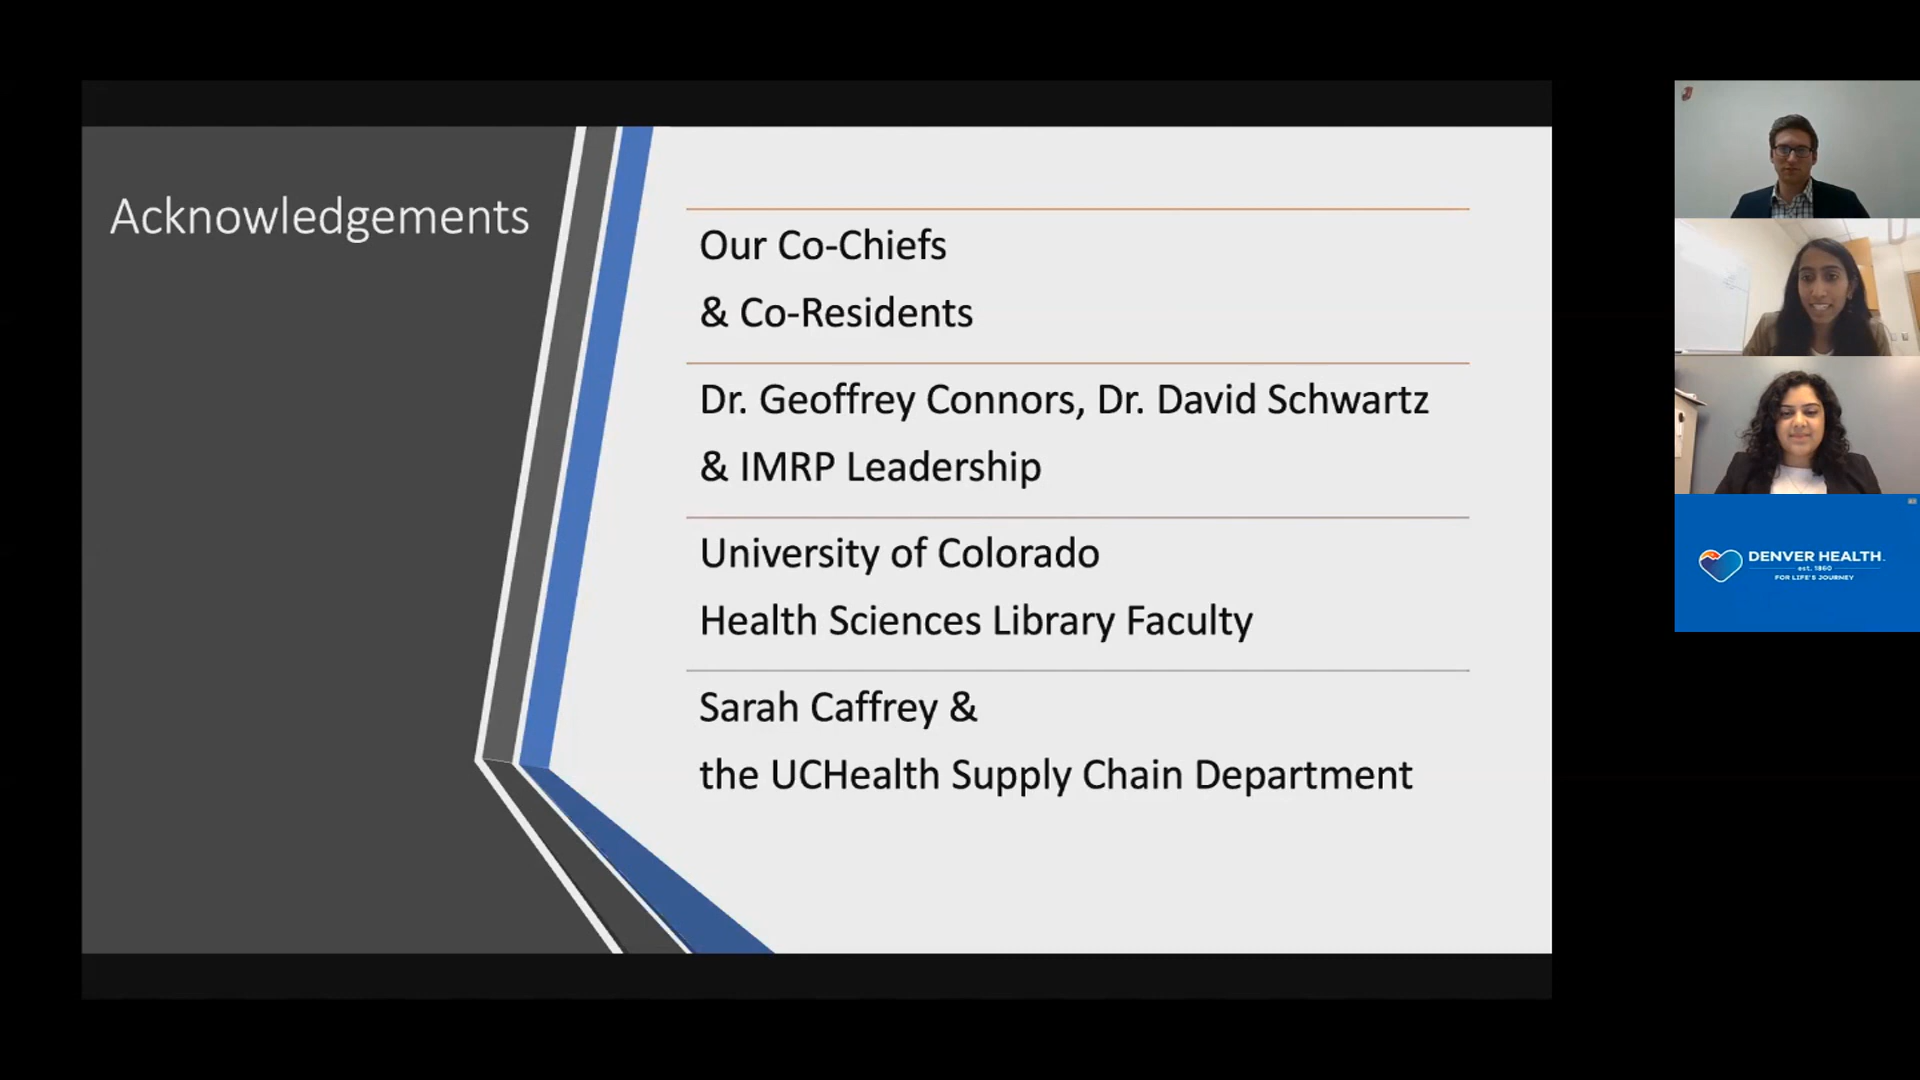 Acknowledgements
Our Co-Chiefs
& Co-Residents
Dr. Geoffrey Connors, Dr. David Schwartz
& IMRP Leadership
University of Colorado
Health Sciences Library Faculty
Sarah Caffrey &
the UCHealth Supply Chain Department
DENVER HEALTH.
est. 1860
FOR LIFE'S JOURNEY